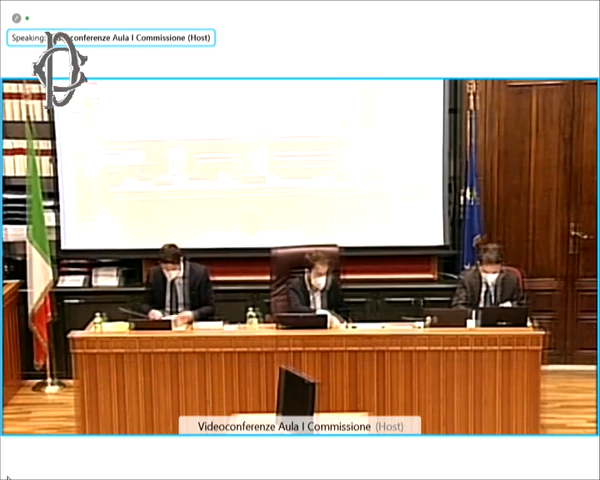 Speaking: conferenze Aula I Commissione (Host)
Videoconferenze Aula I Commissione (Host)